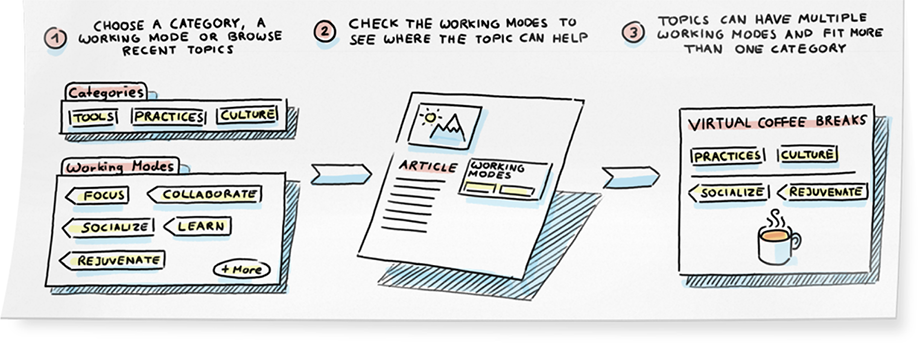 1 CHOOSE A CATEGORY, A
WORKING MODE OR BROWSE
RECENT TOPICS
Categories
TOOLS PRACTICES CULTURE
Working Modes
FOCUS COLLABORATE
SOCIALIZE LEARN
REJUVENATE
+ More
2 CHECK THE WORKING MODES TO
SEE WHERE THE TOPIC CAN HELP
ARTICLE
WORKING
MODES
3 TOPICS CAN HAVE MULTIPLE
WORKING MODES AND FIT MORE
THAN ONE CATEGORY
VIRTUAL COFFEE BREAKS
PRACTICES CULTURE
SOCIALIZE REJUVENATE